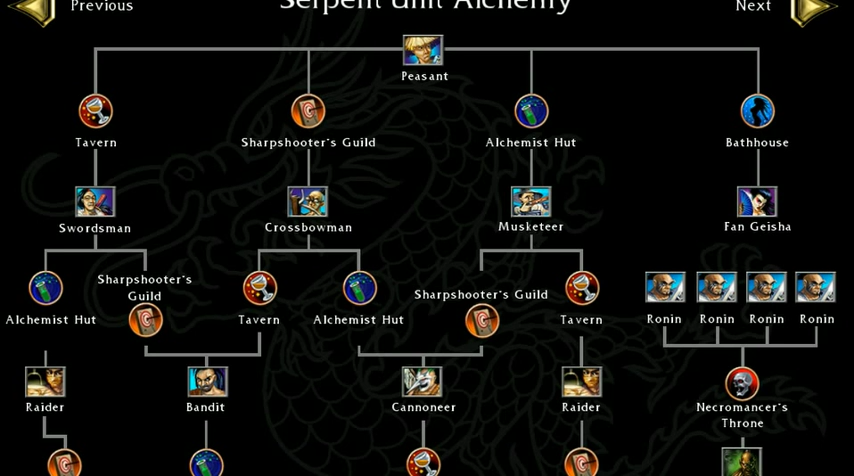 Serpent Unit Alchemy
Previous
Next
Peasant
Tavern
Sharpshooter's Guild
Alchemist Hut
Bathhouse
Swordsman
Crossbowman
Musketeer
Fan Geisha
Sharpshooter's
Guild
Sharpshooter's Guild
Alchemist Hut
Tavern
Alchemist Hut
Tavern
Ronin
Ronin
Ronin
Ronin
Raider
Bandit
Cannoneer
Raider
Necromancer's
Throne